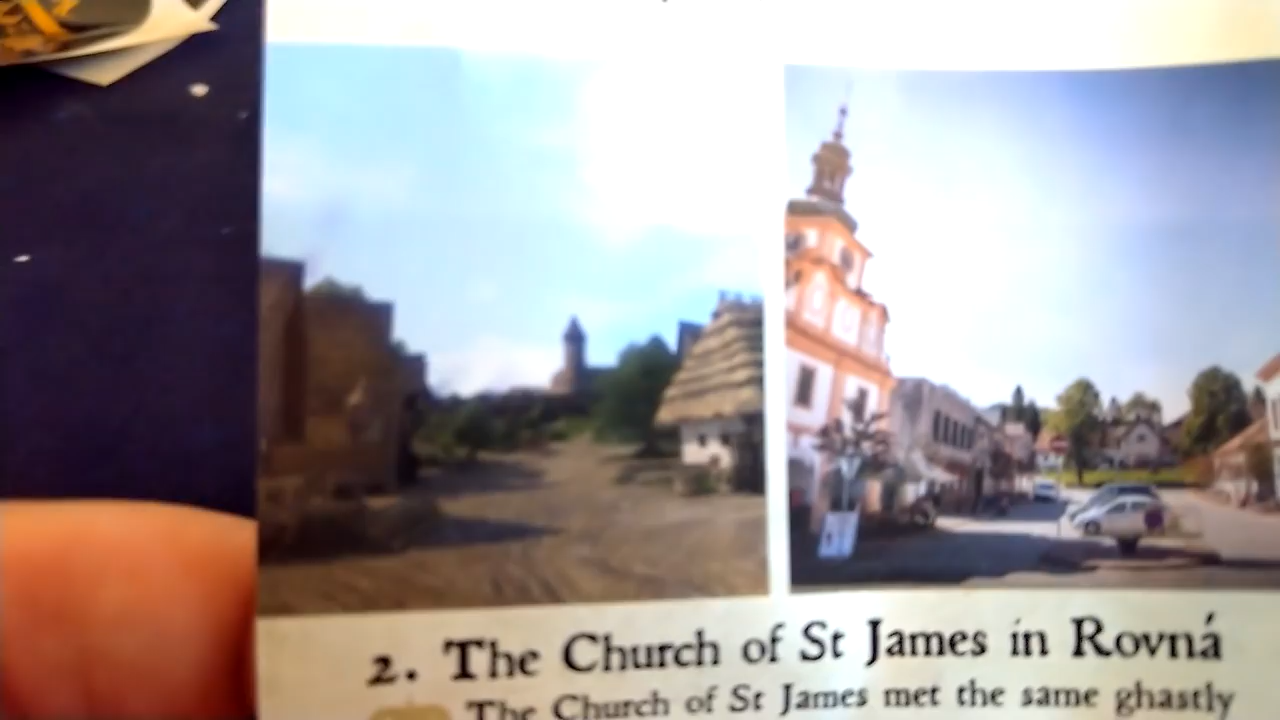 2. The Church of St James in Rovná
The Church of St James met the same ghastly